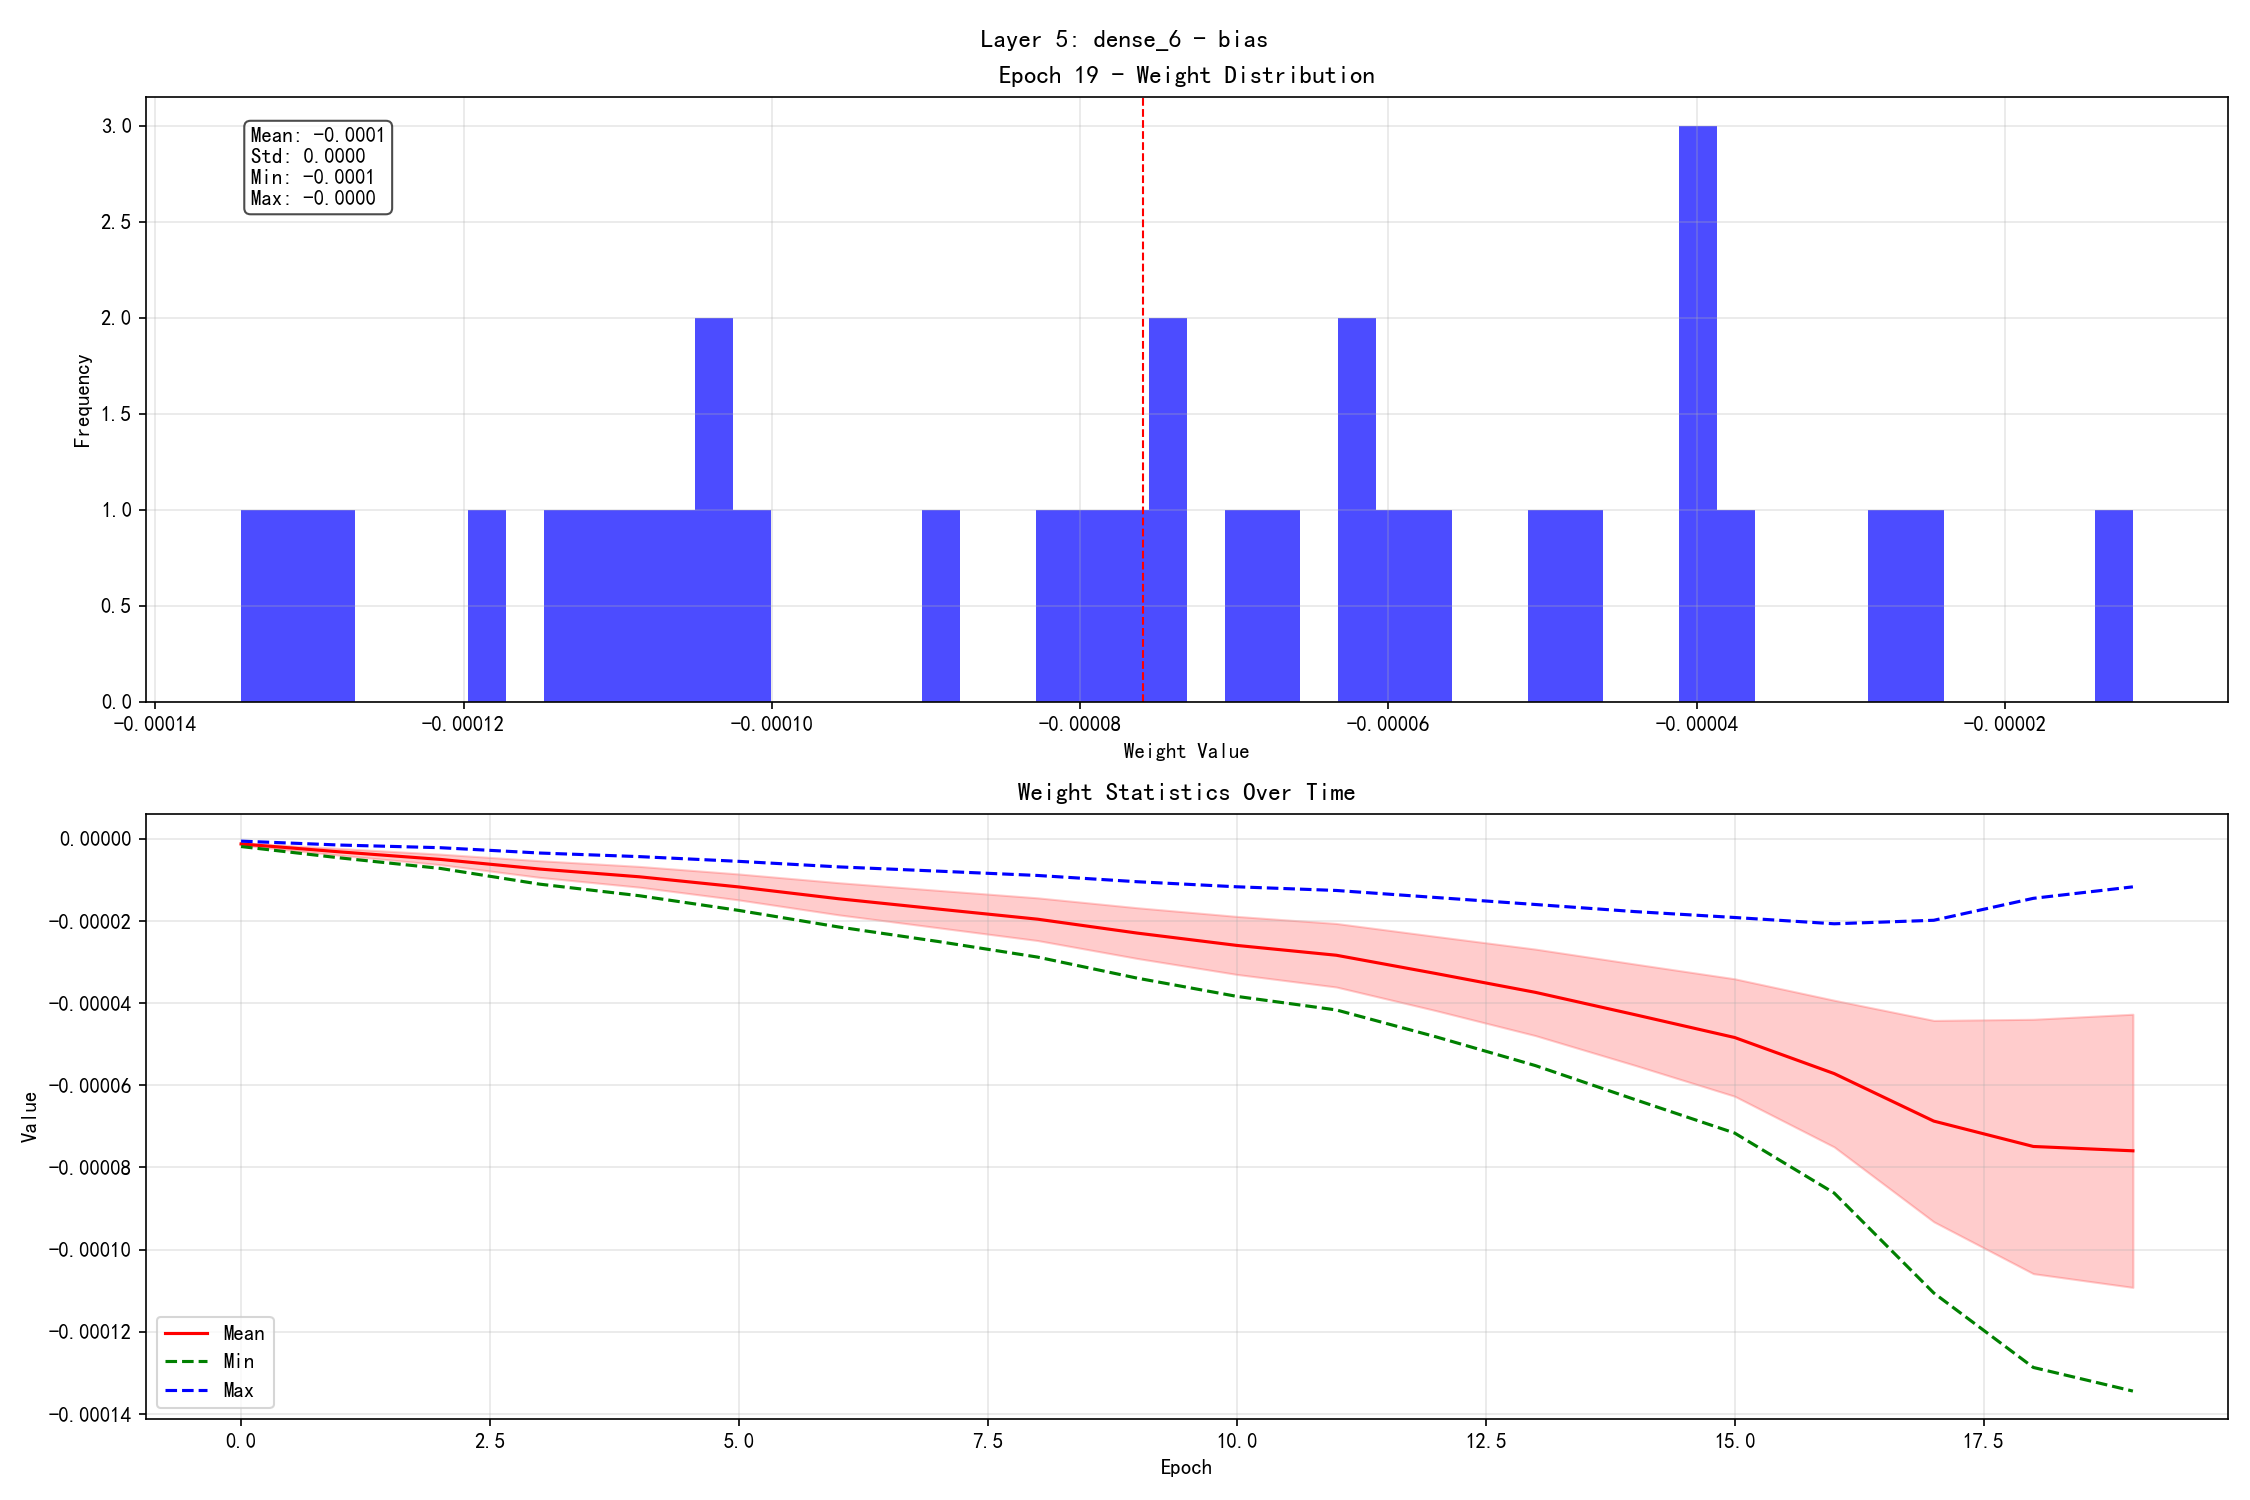 Layer 5: dense_6 - bias
Epoch 19 - Weight Distribution
Mean: -0.0001
Std: 0.0000
Min: -0.0001
Max: -0.0000
Frequency
3.0
2.5
2.0
1.5
1.0
0.5
0.0
-0.00014 -0.00012 -0.00010 -0.00008 -0.00006 -0.00004 -0.00002
Weight Value
Weight Statistics Over Time
Value
0.00000
-0.00002
-0.00004
-0.00006
-0.00008
-0.00010
-0.00012
-0.00014
Mean
Min
Max
0.0 2.5 5.0 7.5 10.0 12.5 15.0 17.5
Epoch